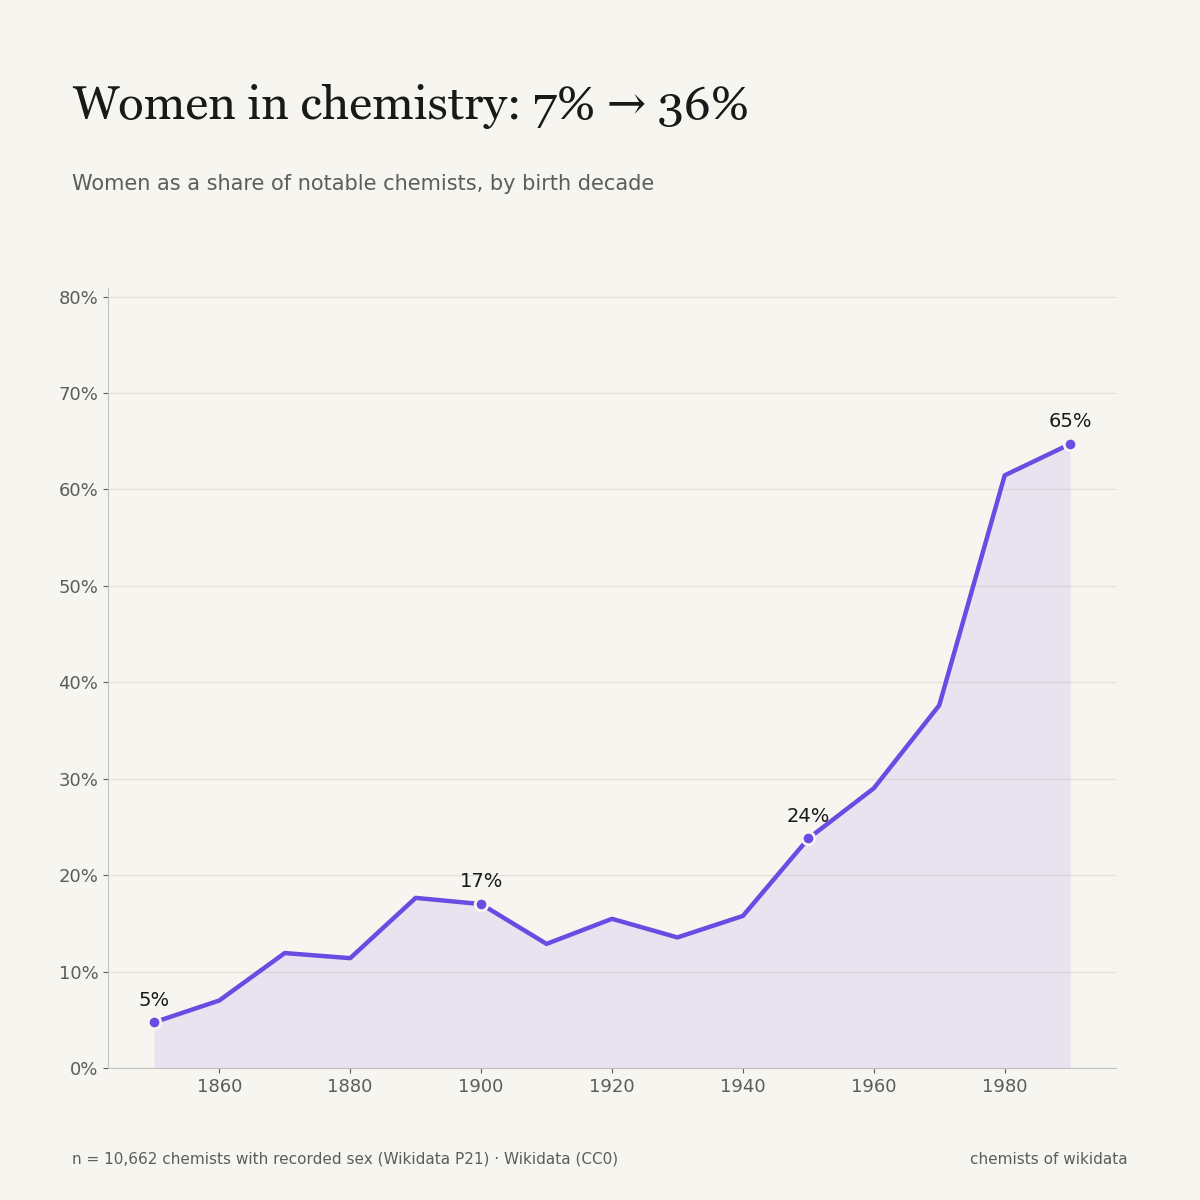 Women in chemistry: 7% → 36%
Women as a share of notable chemists, by birth decade
80%
70%
65%
60%
50%
40%
30%
24%
20%
17%
10%
5%
0%
1860 1880 1900 1920 1940 1960 1980
n = 10,662 chemists with recorded sex (Wikidata P21) · Wikidata (CC0)
chemists of wikidata